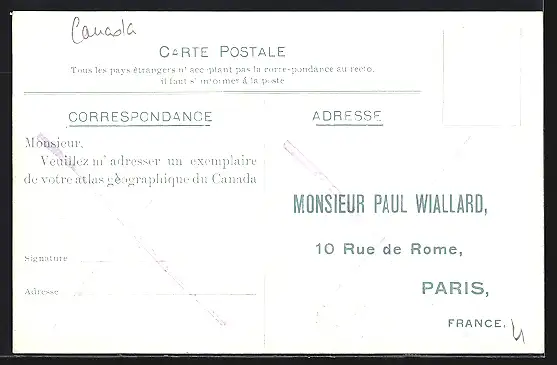 Canada
CARTE POSTALE
Tous les pays étrangers n'acceptant pas la correspondance au recto,
il faut s'informer à la poste
CORRESPONDANCE
ADRESSE
Monsieur,
Veuillez m'adresser un exemplaire
de votre atlas géographique du Canada
Signature
Adresse
MONSIEUR PAUL WIALLARD,
10 Rue de Rome,
PARIS,
FRANCE.